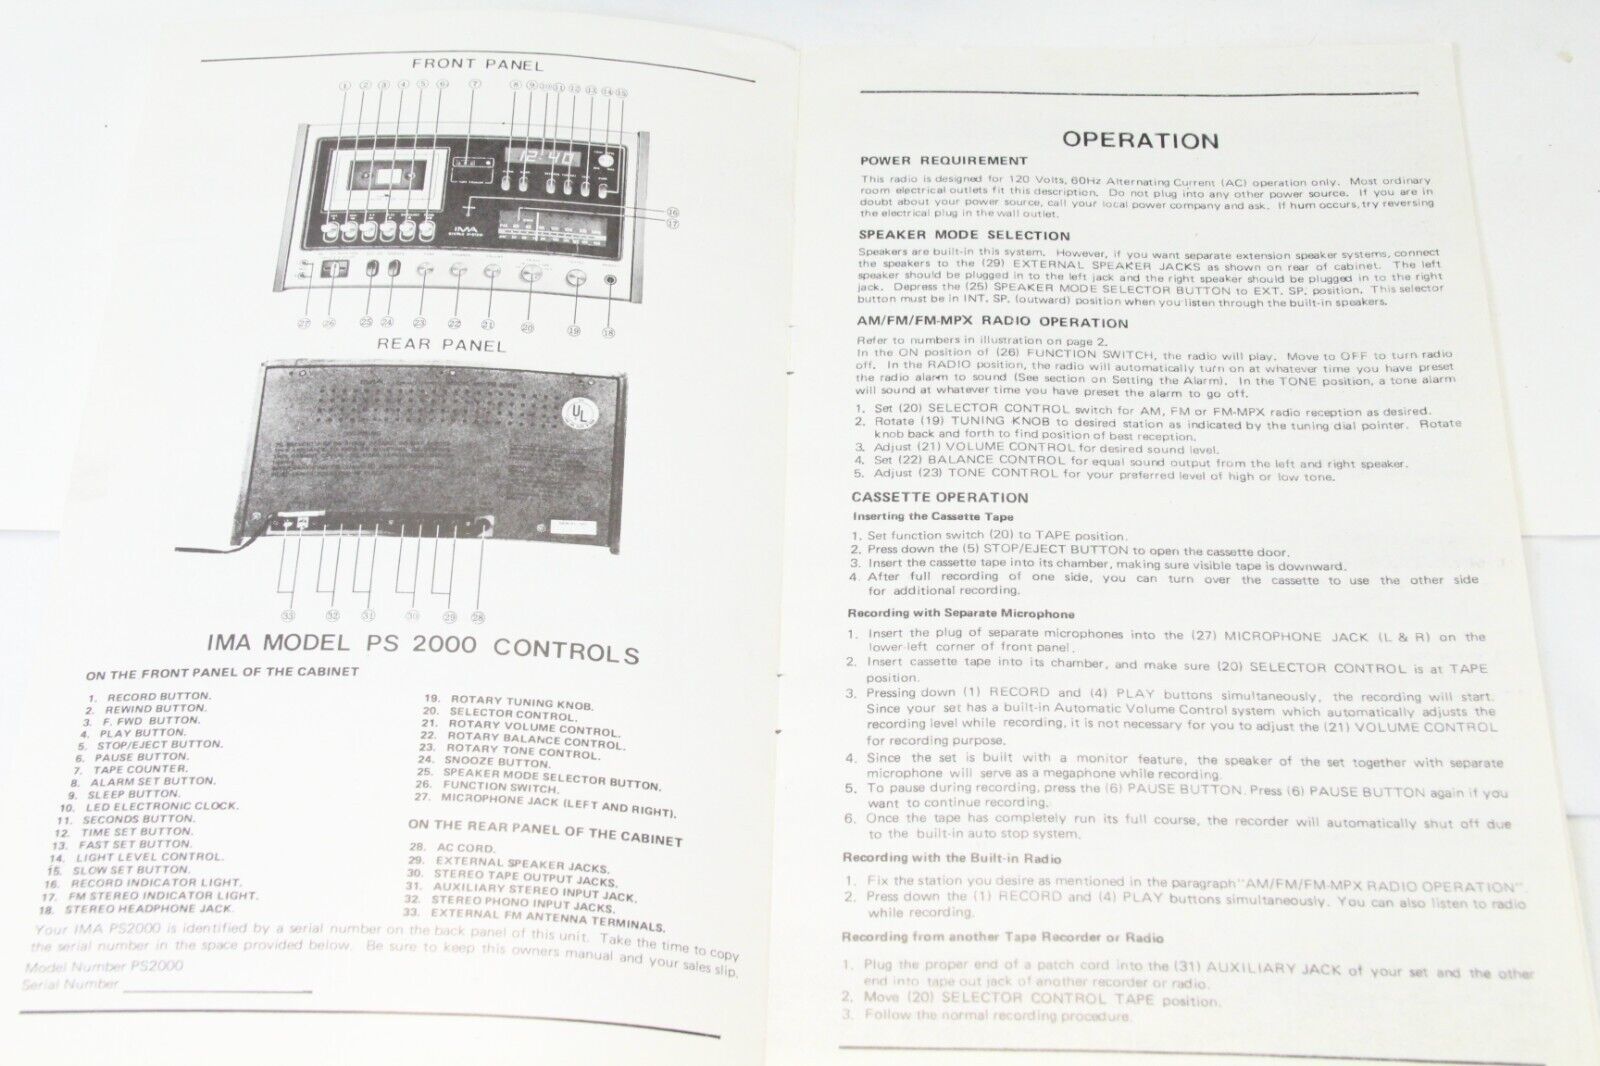 FRONT PANEL
1 2 3 4 5 6 7 8 9 10 11 12 13 14 15
12:40
IMA
STEREO SYSTEM
16
17
27 26 25 24 23 22 21 20 19 18
REAR PANEL
IMA
UL
33 32 31 30 29 28
IMA MODEL PS 2000 CONTROLS
ON THE FRONT PANEL OF THE CABINET
1. RECORD BUTTON.
2. REWIND BUTTON.
3. F. FWD BUTTON.
4. PLAY BUTTON.
5. STOP/EJECT BUTTON.
6. PAUSE BUTTON.
7. TAPE COUNTER.
8. ALARM SET BUTTON.
9. SLEEP BUTTON.
10. LED ELECTRONIC CLOCK.
11. SECONDS BUTTON.
12. TIME SET BUTTON.
13. FAST SET BUTTON.
14. LIGHT LEVEL CONTROL.
15. SLOW SET BUTTON.
16. RECORD INDICATOR LIGHT.
17. FM STEREO INDICATOR LIGHT.
18. STEREO HEADPHONE JACK.
19. ROTARY TUNING KNOB.
20. SELECTOR CONTROL.
21. ROTARY VOLUME CONTROL.
22. ROTARY BALANCE CONTROL.
23. ROTARY TONE CONTROL.
24. SNOOZE BUTTON.
25. SPEAKER MODE SELECTOR BUTTON.
26. FUNCTION SWITCH.
27. MICROPHONE JACK (LEFT AND RIGHT).
ON THE REAR PANEL OF THE CABINET
28. AC CORD.
29. EXTERNAL SPEAKER JACKS.
30. STEREO TAPE OUTPUT JACKS.
31. AUXILIARY STEREO INPUT JACK.
32. STEREO PHONO INPUT JACKS.
33. EXTERNAL FM ANTENNA TERMINALS.
Your IMA PS2000 is identified by a serial number on the back panel of this unit. Take the time to copy
the serial number in the space provided below. Be sure to keep this owners manual and your sales slip.
Model Number PS2000
Serial Number
OPERATION
POWER REQUIREMENT
This radio is designed for 120 Volts, 60Hz Alternating Current (AC) operation only. Most ordinary
room electrical outlets fit this description. Do not plug into any other power source. If you are in
doubt about your power source, call your local power company and ask. If hum occurs, try reversing
the electrical plug in the wall outlet.
SPEAKER MODE SELECTION
Speakers are built-in this system. However, if you want separate extension speaker systems, connect
the speakers to the (29) EXTERNAL SPEAKER JACKS as shown on rear of cabinet. The left
speaker should be plugged in to the left jack and the right speaker should be plugged in to the right
jack. Depress the (25) SPEAKER MODE SELECTOR BUTTON to EXT. SP. position. This selector
button must be in INT. SP. (outward) position when you listen through the built-in speakers.
AM/FM/FM-MPX RADIO OPERATION
Refer to numbers in illustration on page 2.
In the ON position of (26) FUNCTION SWITCH, the radio will play. Move to OFF to turn radio
off. In the RADIO position, the radio will automatically turn on at whatever time you have preset
the radio alarm to sound (See section on Setting the Alarm). In the TONE position, a tone alarm
will sound at whatever time you have preset the alarm to go off.
1. Set (20) SELECTOR CONTROL switch for AM, FM or FM-MPX radio reception as desired.
2. Rotate (19) TUNING KNOB to desired station as indicated by the tuning dial pointer. Rotate
knob back and forth to find position of best reception.
3. Adjust (21) VOLUME CONTROL for desired sound level.
4. Set (22) BALANCE CONTROL for equal sound output from the left and right speaker.
5. Adjust (23) TONE CONTROL for your preferred level of high or low tone.
CASSETTE OPERATION
Inserting the Cassette Tape
1. Set function switch (20) to TAPE position.
2. Press down the (5) STOP/EJECT BUTTON to open the cassette door.
3. Insert the cassette tape into its chamber, making sure visible tape is downward.
4. After full recording of one side, you can turn over the cassette to use the other side
for additional recording.
Recording with Separate Microphone
1. Insert the plug of separate microphones into the (27) MICROPHONE JACK (L & R) on the
lower-left corner of front panel.
2. Insert cassette tape into its chamber, and make sure (20) SELECTOR CONTROL is at TAPE
position.
3. Pressing down (1) RECORD and (4) PLAY buttons simultaneously, the recording will start.
Since your set has a built-in Automatic Volume Control system which automatically adjusts the
recording level while recording, it is not necessary for you to adjust the (21) VOLUME CONTROL
for recording purpose.
4. Since the set is built with a monitor feature, the speaker of the set together with separate
microphone will serve as a megaphone while recording.
5. To pause during recording, press the (6) PAUSE BUTTON. Press (6) PAUSE BUTTON again if you
want to continue recording.
6. Once the tape has completely run its full course, the recorder will automatically shut off due
to the built-in auto stop system.
Recording with the Built-in Radio
1. Fix the station you desire as mentioned in the paragraph "AM/FM/FM-MPX RADIO OPERATION".
2. Press down the (1) RECORD and (4) PLAY buttons simultaneously. You can also listen to radio
while recording.
Recording from another Tape Recorder or Radio
1. Plug the proper end of a patch cord into the (31) AUXILIARY JACK of your set and the other
end into tape out jack of another recorder or radio.
2. Move (20) SELECTOR CONTROL TAPE position.
3. Follow the normal recording procedure.